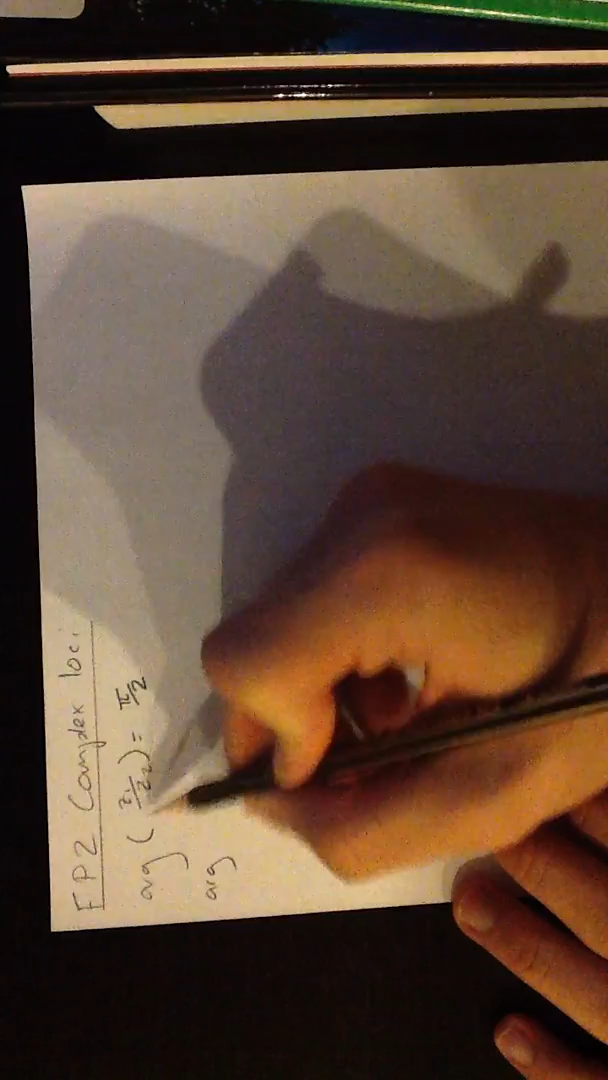 FP2 Complex loci
arg ( z₁/z₂ ) = π/2
arg